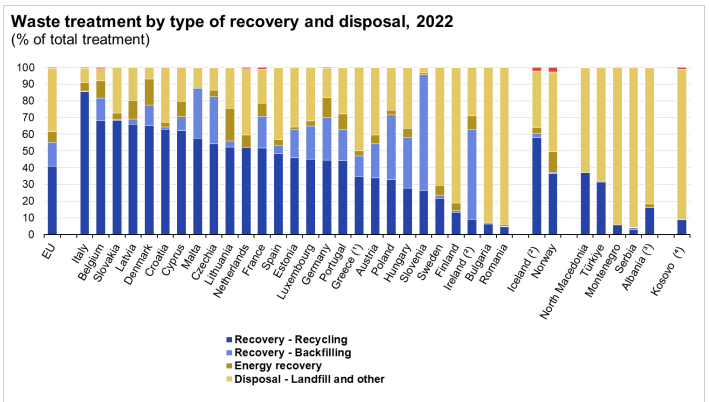 Waste treatment by type of recovery and disposal, 2022
(% of total treatment)
100
90
80
70
60
50
40
30
20
10
0
EU
Italy
Belgium
Slovakia
Latvia
Denmark
Croatia
Cyprus
Malta
Czechia
Lithuania
Netherlands
France
Spain
Estonia
Luxembourg
Germany
Portugal
Greece (¹)
Austria
Poland
Hungary
Slovenia
Sweden
Finland
Ireland (²)
Bulgaria
Romania
Iceland (²)
Norway
North Macedonia
Türkiye
Montenegro
Serbia
Albania (³)
Kosovo (⁴)
Recovery - Recycling
Recovery - Backfilling
Energy recovery
Disposal - Landfill and other